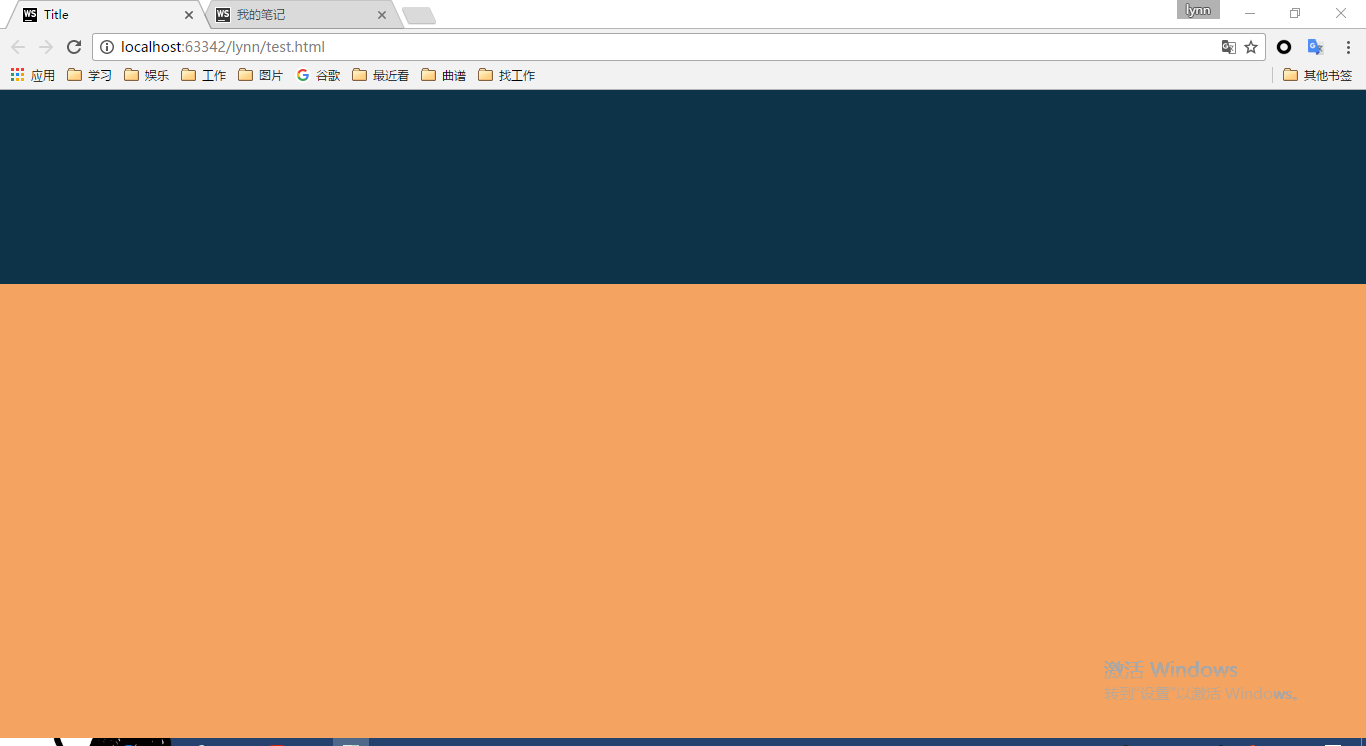 WS Title
WS 我的笔记
lynn
localhost:63342/lynn/test.html
应用 学习 娱乐 工作 图片 G 谷歌 最近看 曲谱 找工作 其他书签
激活 Windows
转到"设置"以激活 Windows。